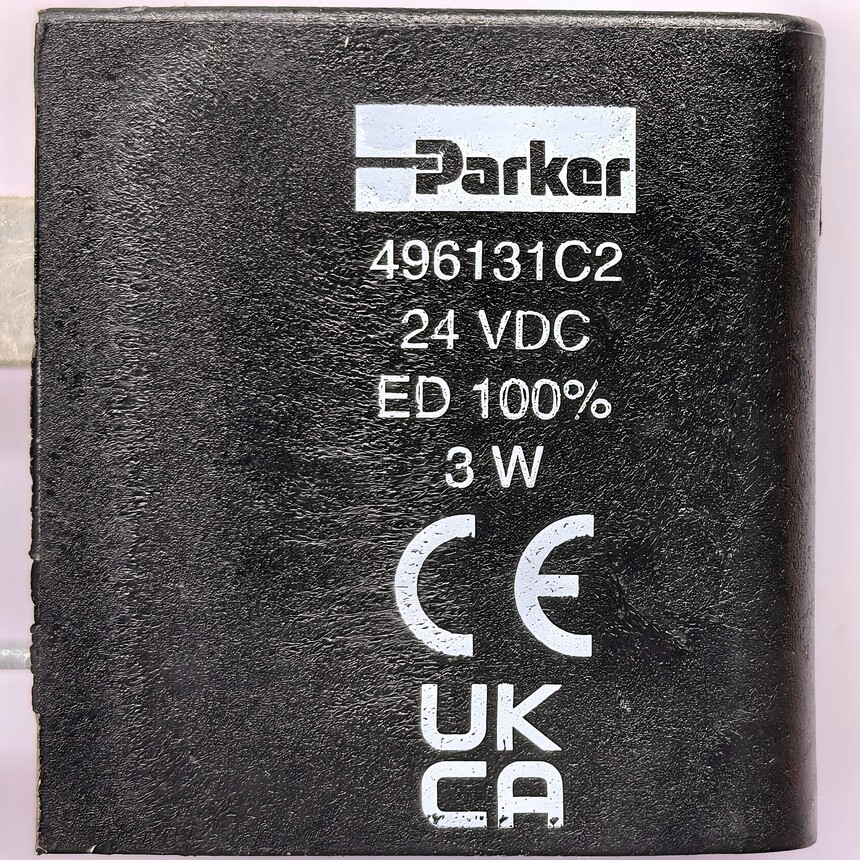 Parker
496131C2
24 VDC
ED 100%
3 W
CE
UK
CA